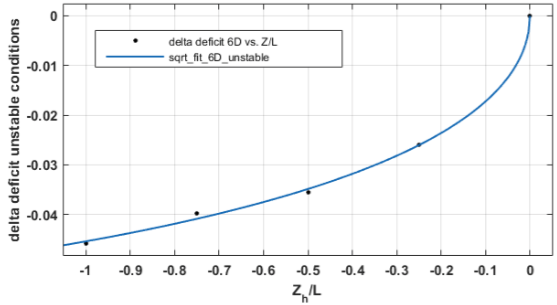 0
-0.01
-0.02
-0.03
-0.04
delta deficit unstable conditions
delta deficit 6D vs. Z/L
sqrt_fit_6D_unstable
-1 -0.9 -0.8 -0.7 -0.6 -0.5 -0.4 -0.3 -0.2 -0.1 0
Z_h/L